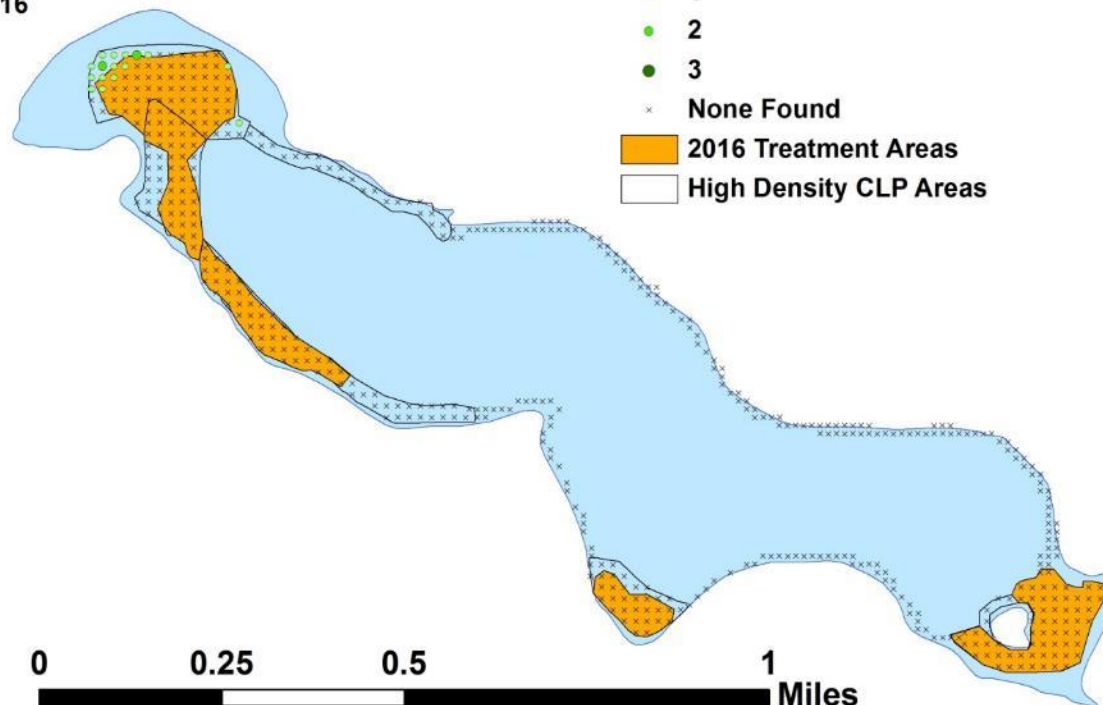 16
2
3
None Found
2016 Treatment Areas
High Density CLP Areas
0 0.25 0.5 1
Miles